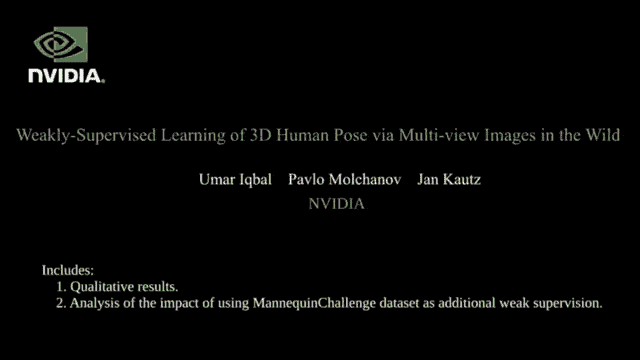 NVIDIA.
Weakly-Supervised Learning of 3D Human Pose via Multi-view Images in the Wild
Umar Iqbal Pavlo Molchanov Jan Kautz
NVIDIA
Includes:
1. Qualitative results.
2. Analysis of the impact of using MannequinChallenge dataset as additional weak supervision.